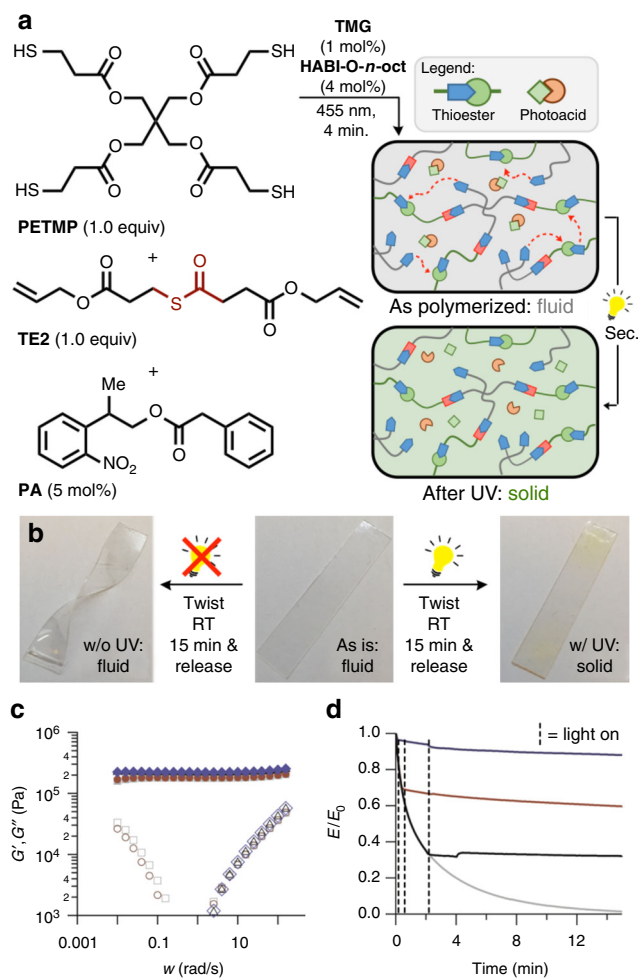 a
HS
O
O
SH
O
O
O
O
HS
O
O
SH
PETMP (1.0 equiv)
+
O
O
O
S
O
O
TE2 (1.0 equiv)
+
Me
O
NO2
O
PA (5 mol%)
TMG
(1 mol%)
HABI-O-n-oct
(4 mol%)
455 nm,
4 min.
Legend:
Thioester
Photoacid
As polymerized: fluid
Sec.
After UV: solid
b
w/o UV:
fluid
Twist
RT
15 min &
release
As is:
fluid
Twist
RT
15 min &
release
w/ UV:
solid
c
G′, G″ (Pa)
10^6
4
2
10^5
4
2
10^4
4
2
10^3
0.001
0.1
10
w (rad/s)
d
= light on
E/E0
1.0
0.8
0.6
0.4
0.2
0.0
0
4
8
12
Time (min)